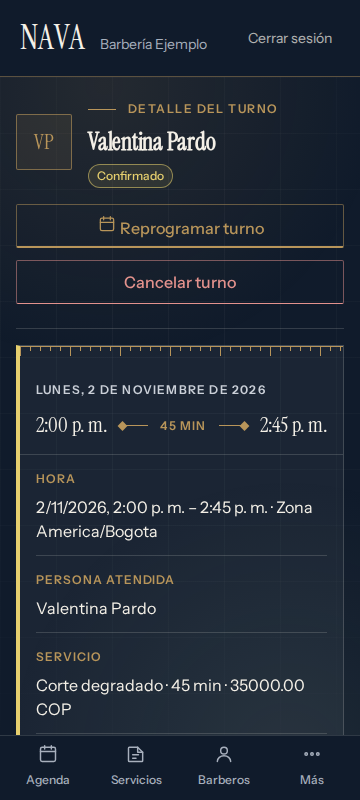 NAVA Barbería Ejemplo Cerrar sesión
DETALLE DEL TURNO
VP
Valentina Pardo
Confirmado
Reprogramar turno
Cancelar turno
LUNES, 2 DE NOVIEMBRE DE 2026
2:00 p. m. 45 MIN 2:45 p. m.
HORA
2/11/2026, 2:00 p. m. – 2:45 p. m. · Zona
America/Bogota
PERSONA ATENDIDA
Valentina Pardo
SERVICIO
Corte degradado · 45 min · 35000.00
COP
Agenda Servicios Barberos Más